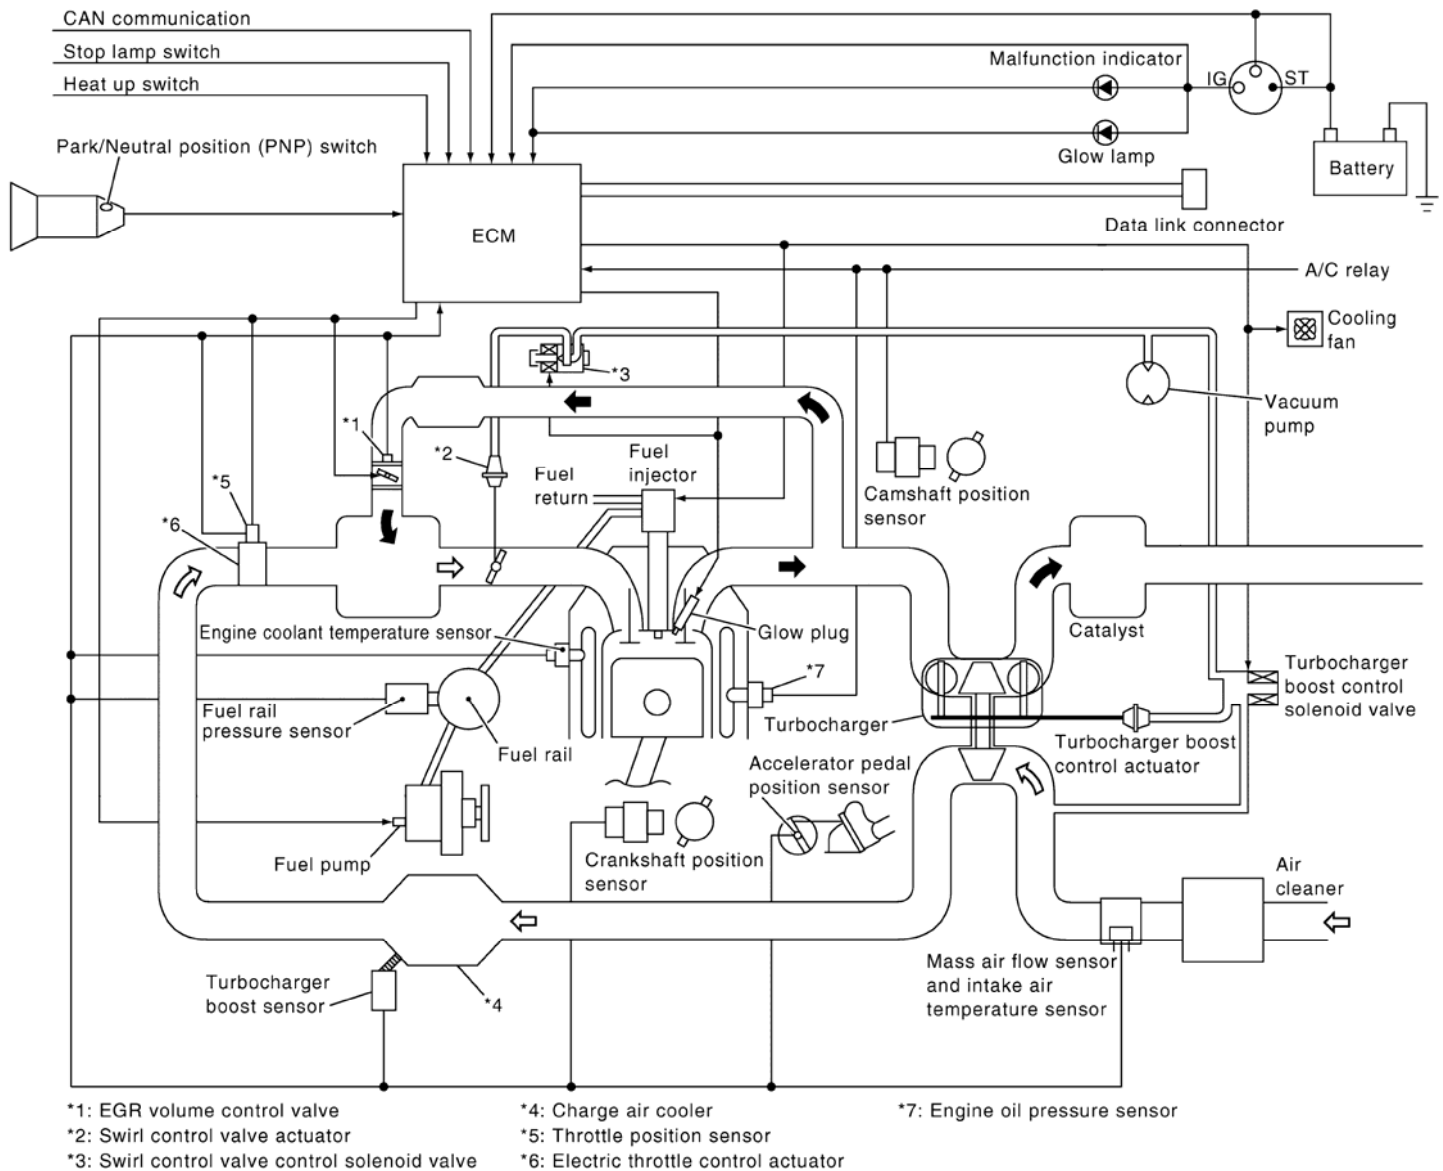 CAN communication
Stop lamp switch
Heat up switch
Park/Neutral position (PNP) switch
Malfunction indicator
IG
ST
Glow lamp
Battery
ECM
Data link connector
A/C relay
Cooling
fan
*3
Vacuum
pump
*1
*2
Fuel
injector
Fuel
return
*5
*6
Camshaft position
sensor
Engine coolant temperature sensor
Glow plug
Catalyst
*7
Turbocharger
boost control
solenoid valve
Fuel rail
pressure sensor
Fuel rail
Turbocharger
Turbocharger boost
control actuator
Accelerator pedal
position sensor
Fuel pump
Crankshaft position
sensor
Air
cleaner
Turbocharger
boost sensor
*4
Mass air flow sensor
and intake air
temperature sensor
*1: EGR volume control valve
*2: Swirl control valve actuator
*3: Swirl control valve control solenoid valve
*4: Charge air cooler
*5: Throttle position sensor
*6: Electric throttle control actuator
*7: Engine oil pressure sensor